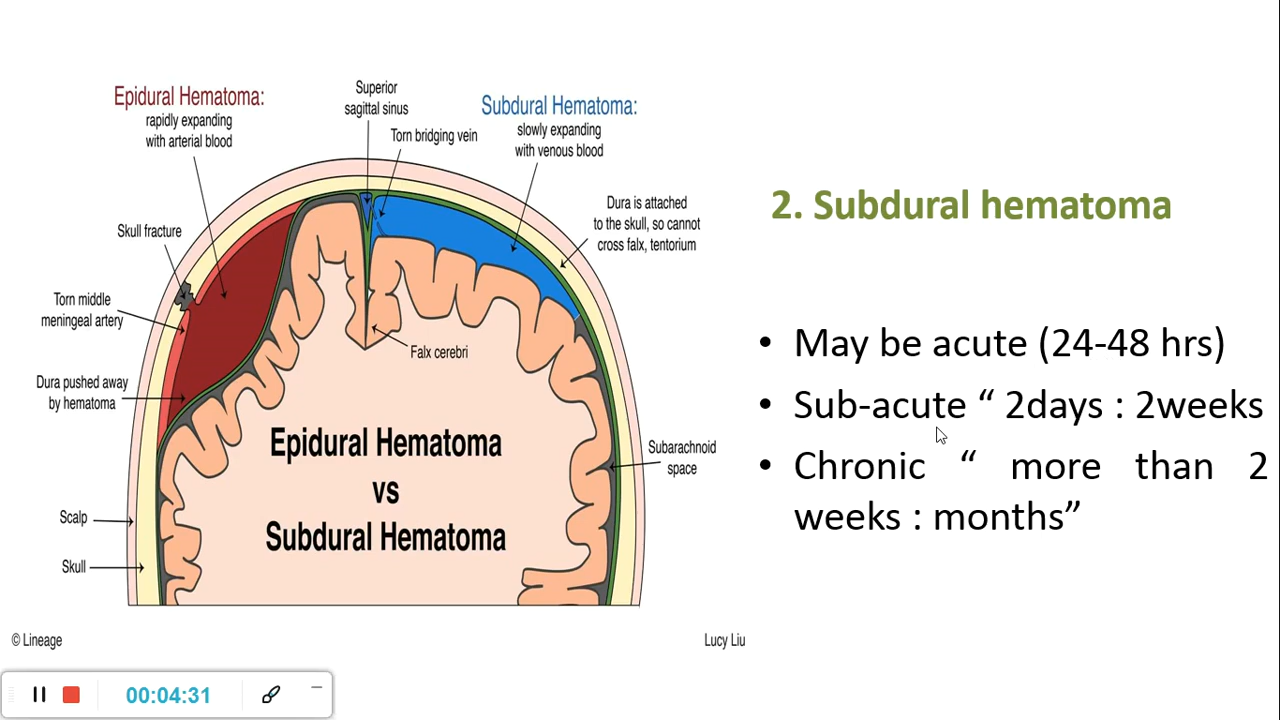 Epidural Hematoma:
rapidly expanding
with arterial blood
Superior
sagittal sinus
Torn bridging vein
Subdural Hematoma:
slowly expanding
with venous blood
Dura is attached
to the skull, so cannot
cross falx, tentorium
Skull fracture
Torn middle
meningeal artery
Dura pushed away
by hematoma
Falx cerebri
Epidural Hematoma
vs
Subdural Hematoma
Subarachnoid
space
Scalp
Skull
© Lineage
Lucy Liu
2. Subdural hematoma
• May be acute (24-48 hrs)
• Sub-acute “ 2days : 2weeks
• Chronic “ more than 2
weeks : months”
00:04:31